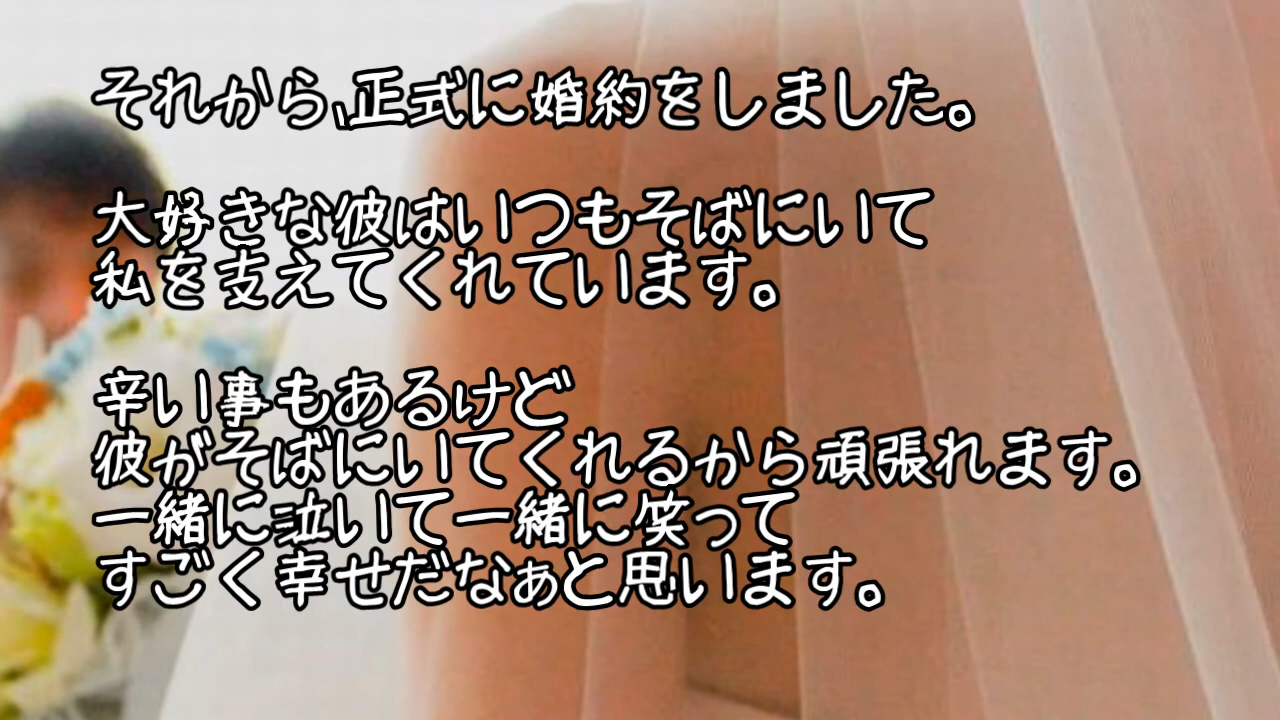 それから、正式に婚約をしました。
大好きな彼はいつもそばにいて
私を支えてくれています。
辛い事もあるけど
彼がそばにいてくれるから頑張れます。
一緒に泣いて一緒に笑って
すごく幸せだなぁと思います。